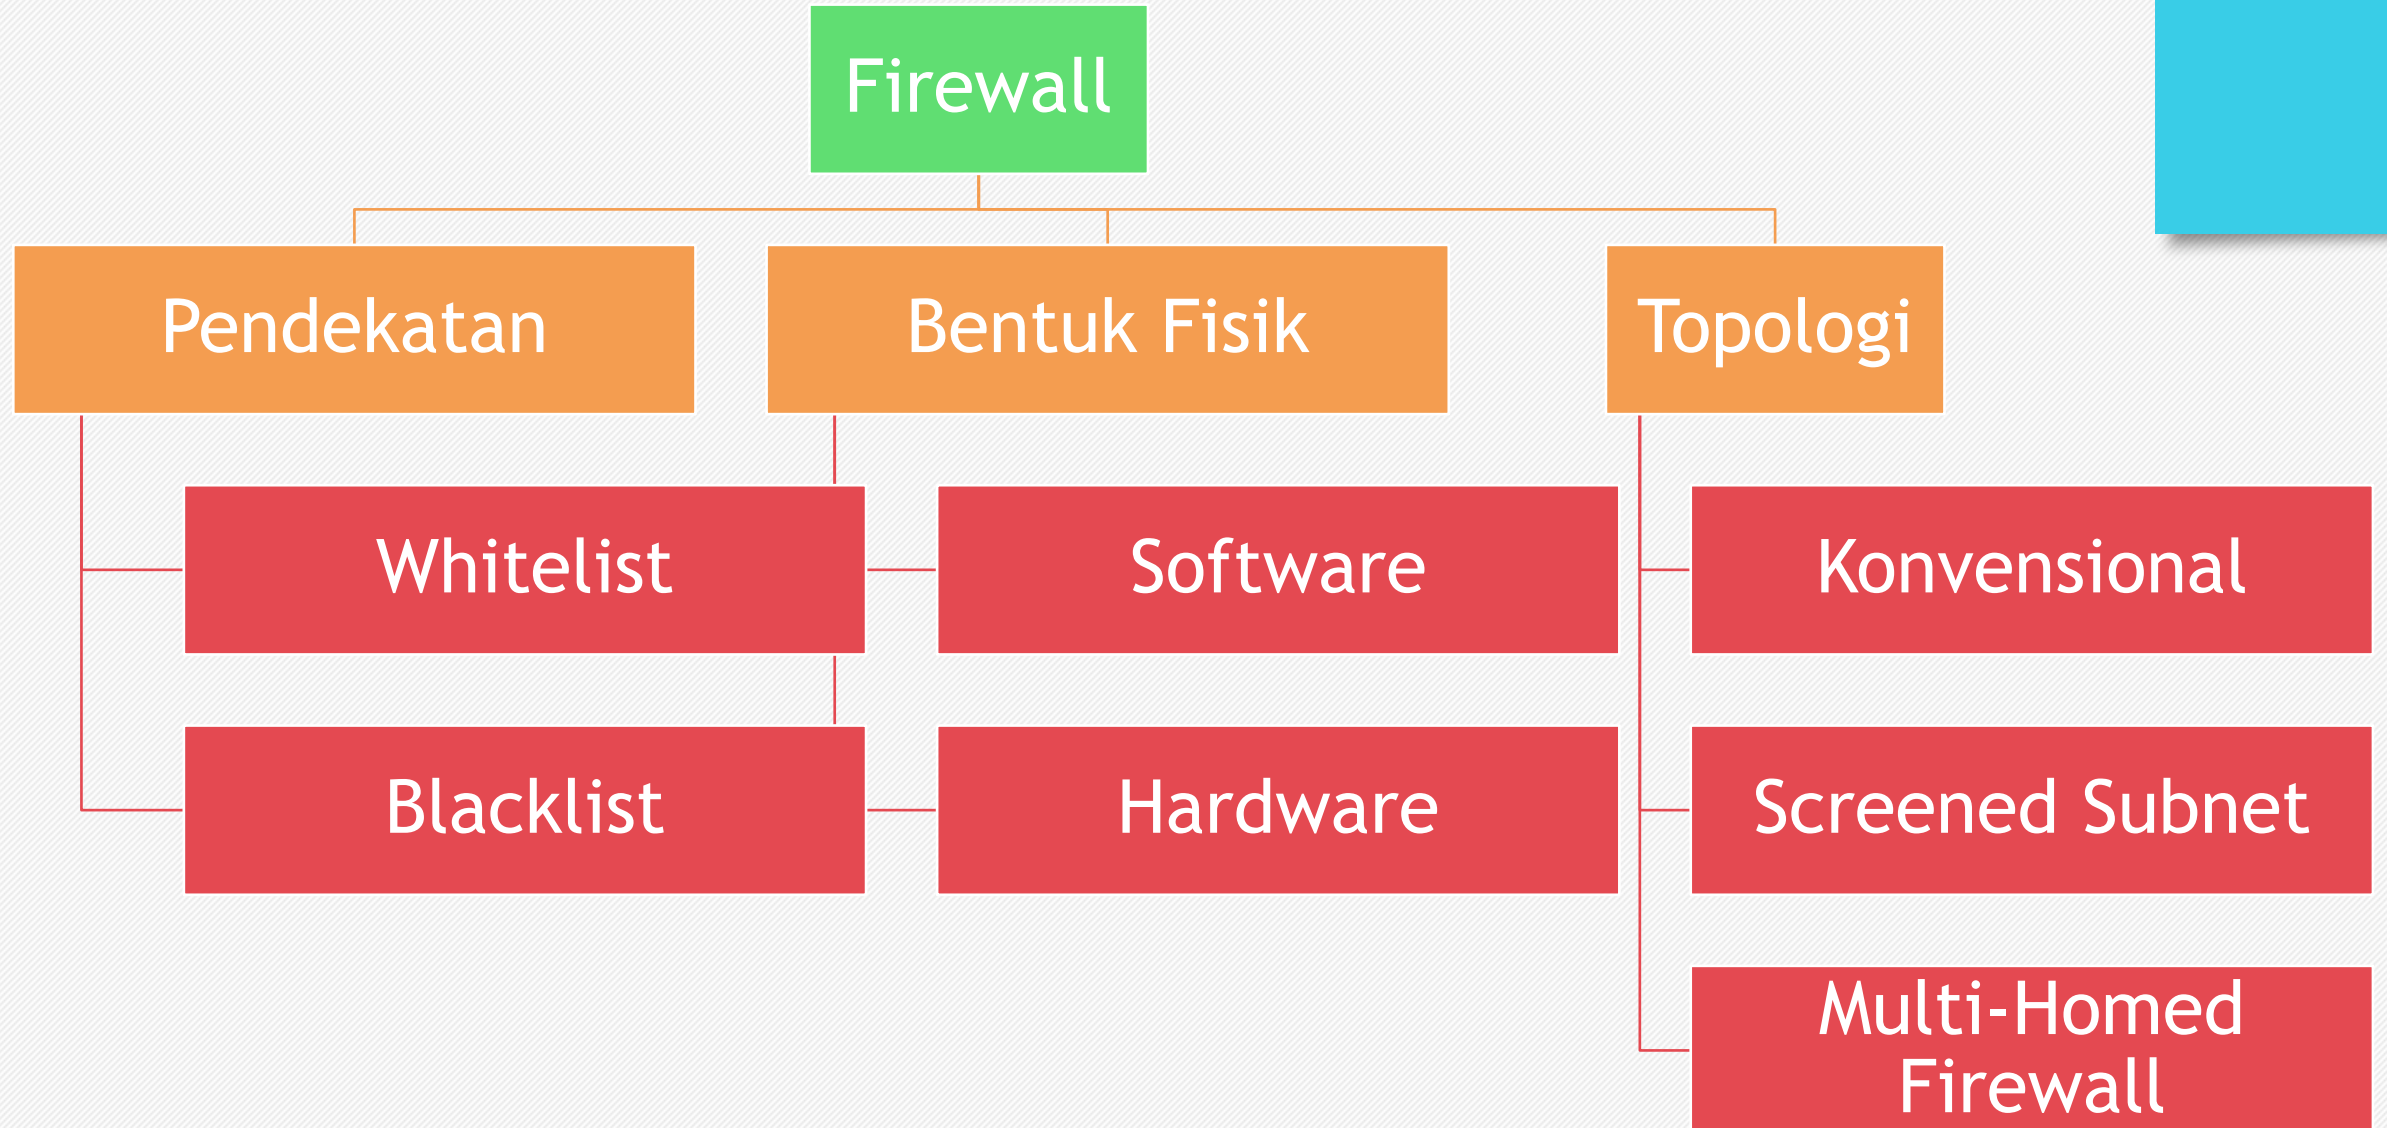 Firewall
Pendekatan
Bentuk Fisik
Topologi
Whitelist
Software
Konvensional
Blacklist
Hardware
Screened Subnet
Multi-Homed
Firewall